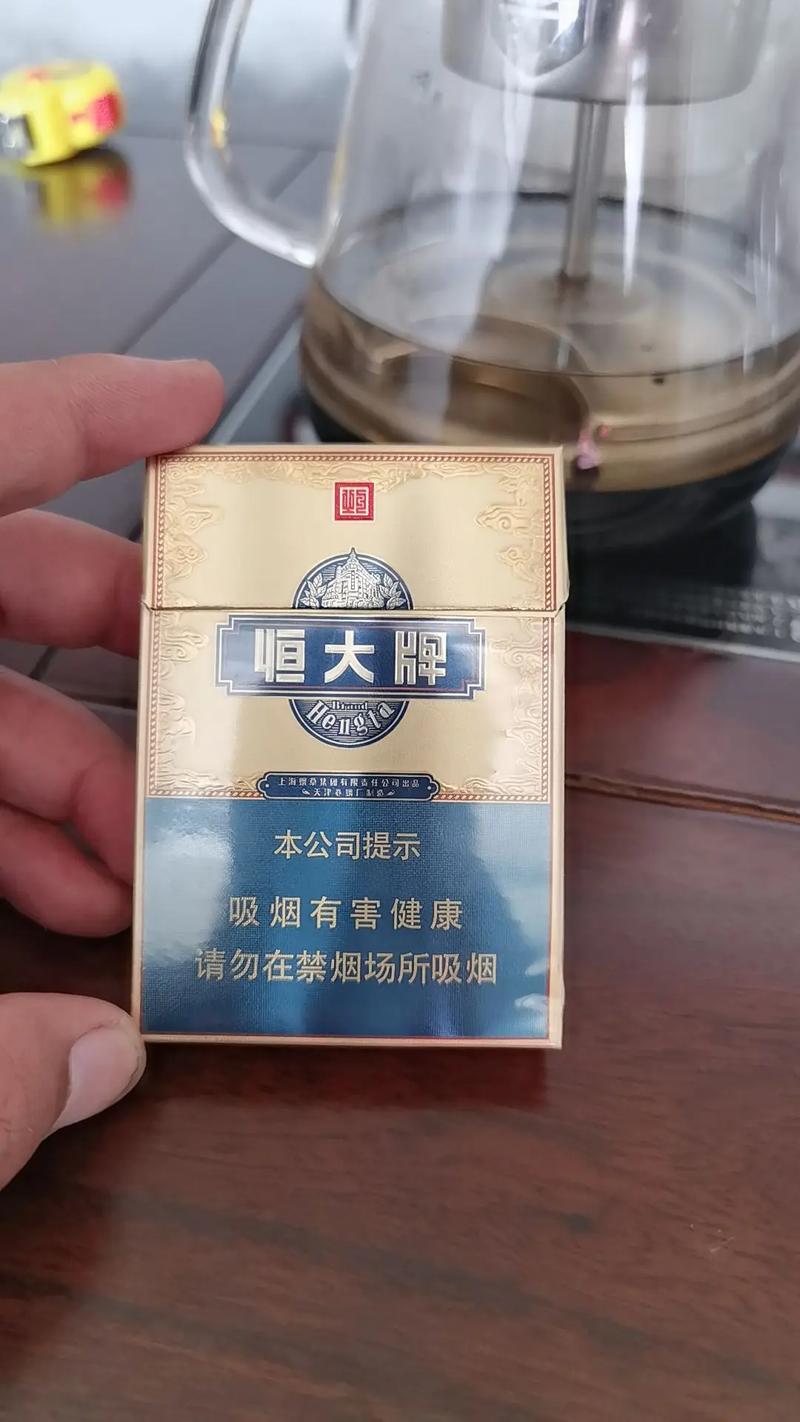 恒大牌
Brand
Hengta
上海烟草集团有限责任公司出品
天津卷烟厂制造
本公司提示
吸烟有害健康
请勿在禁烟场所吸烟